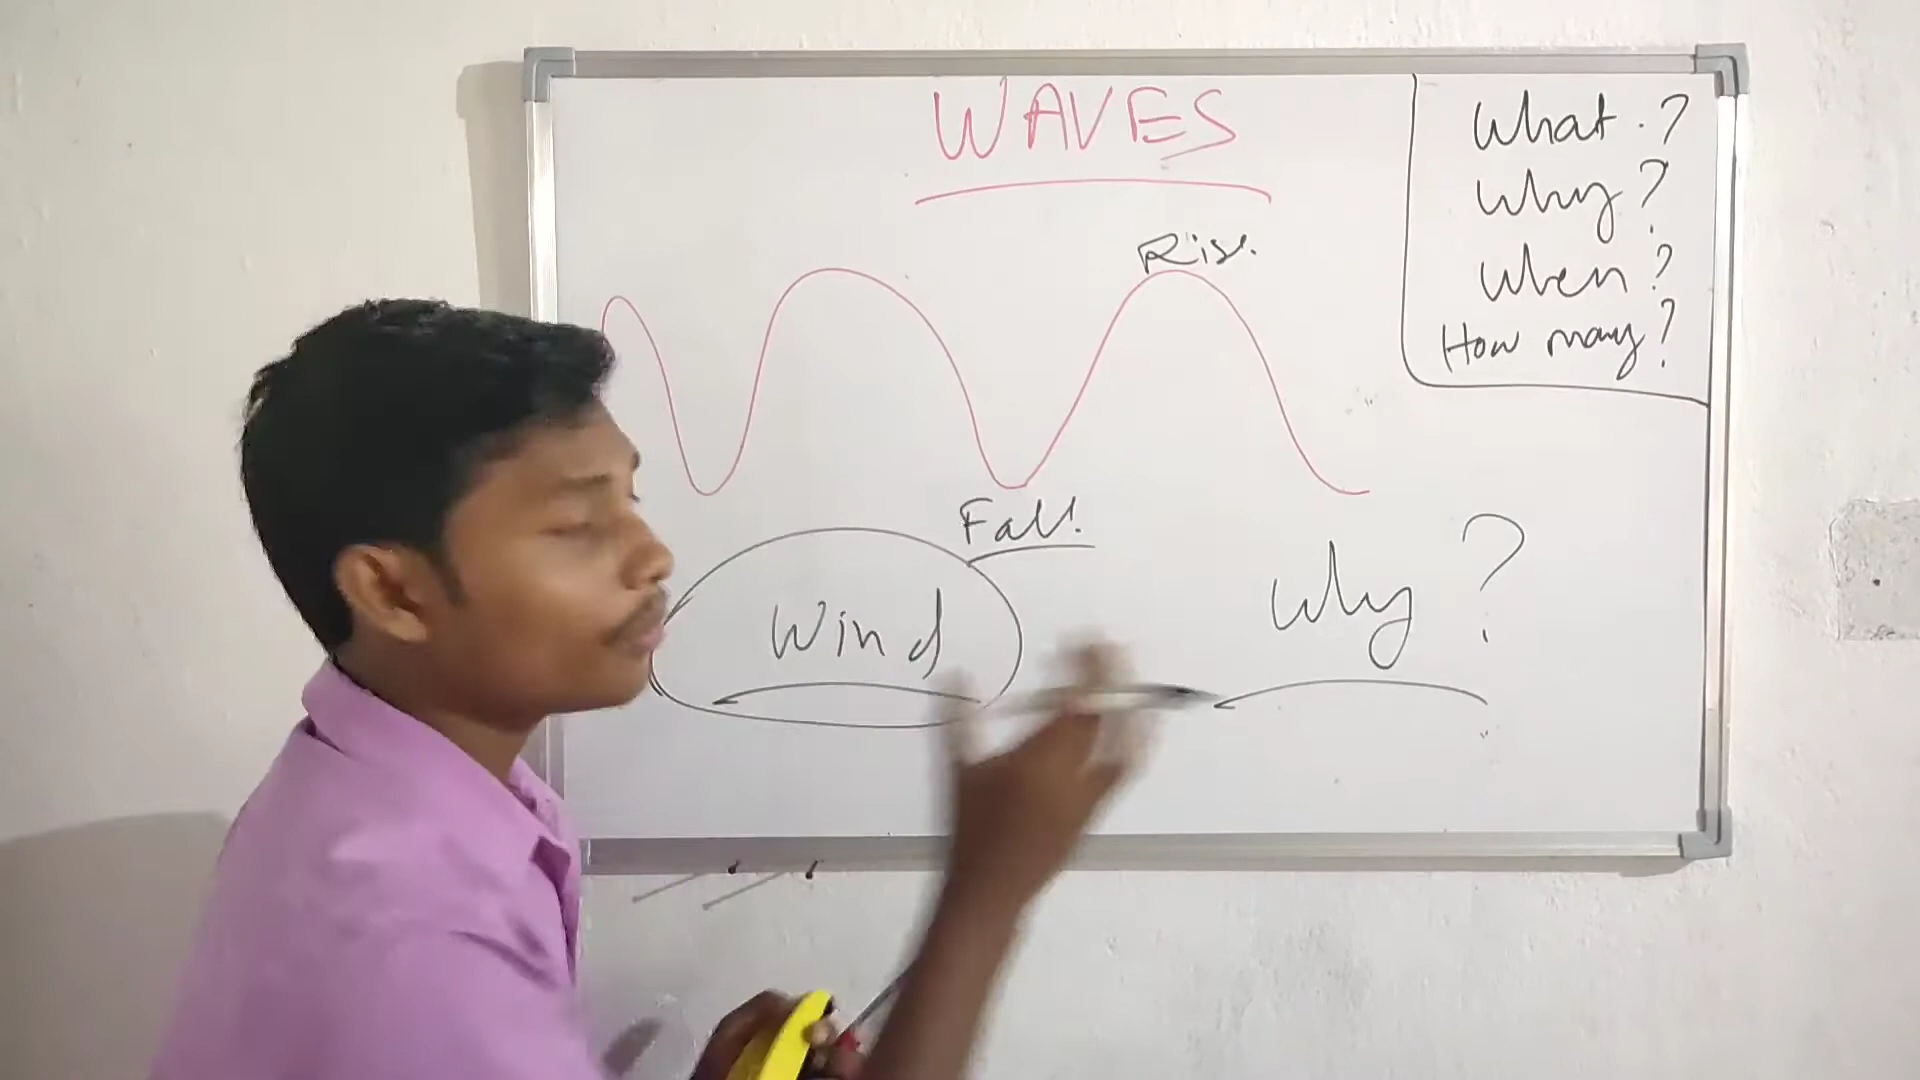 WAVES
What.?
Why?
When?
How many?
Rise.
Fall.
Wind
Why?